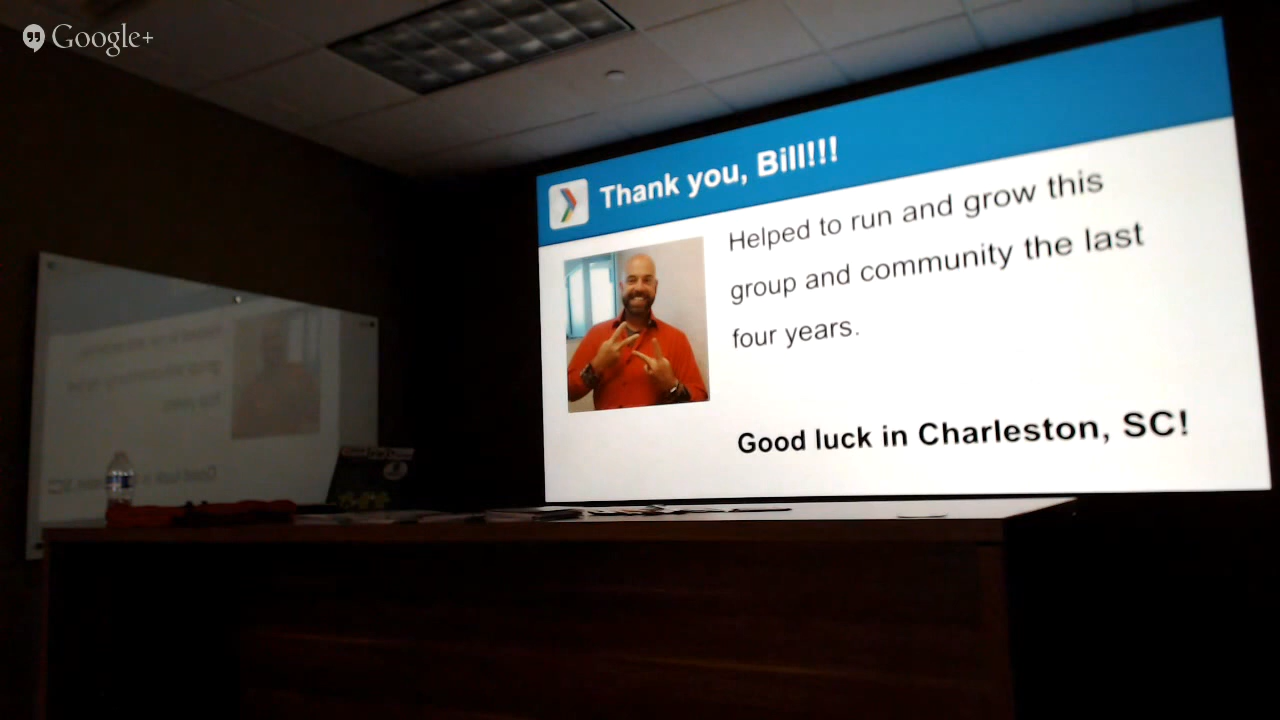 Google+
Thank you, Bill!!!
Helped to run and grow this
group and community the last
four years.
Good luck in Charleston, SC!